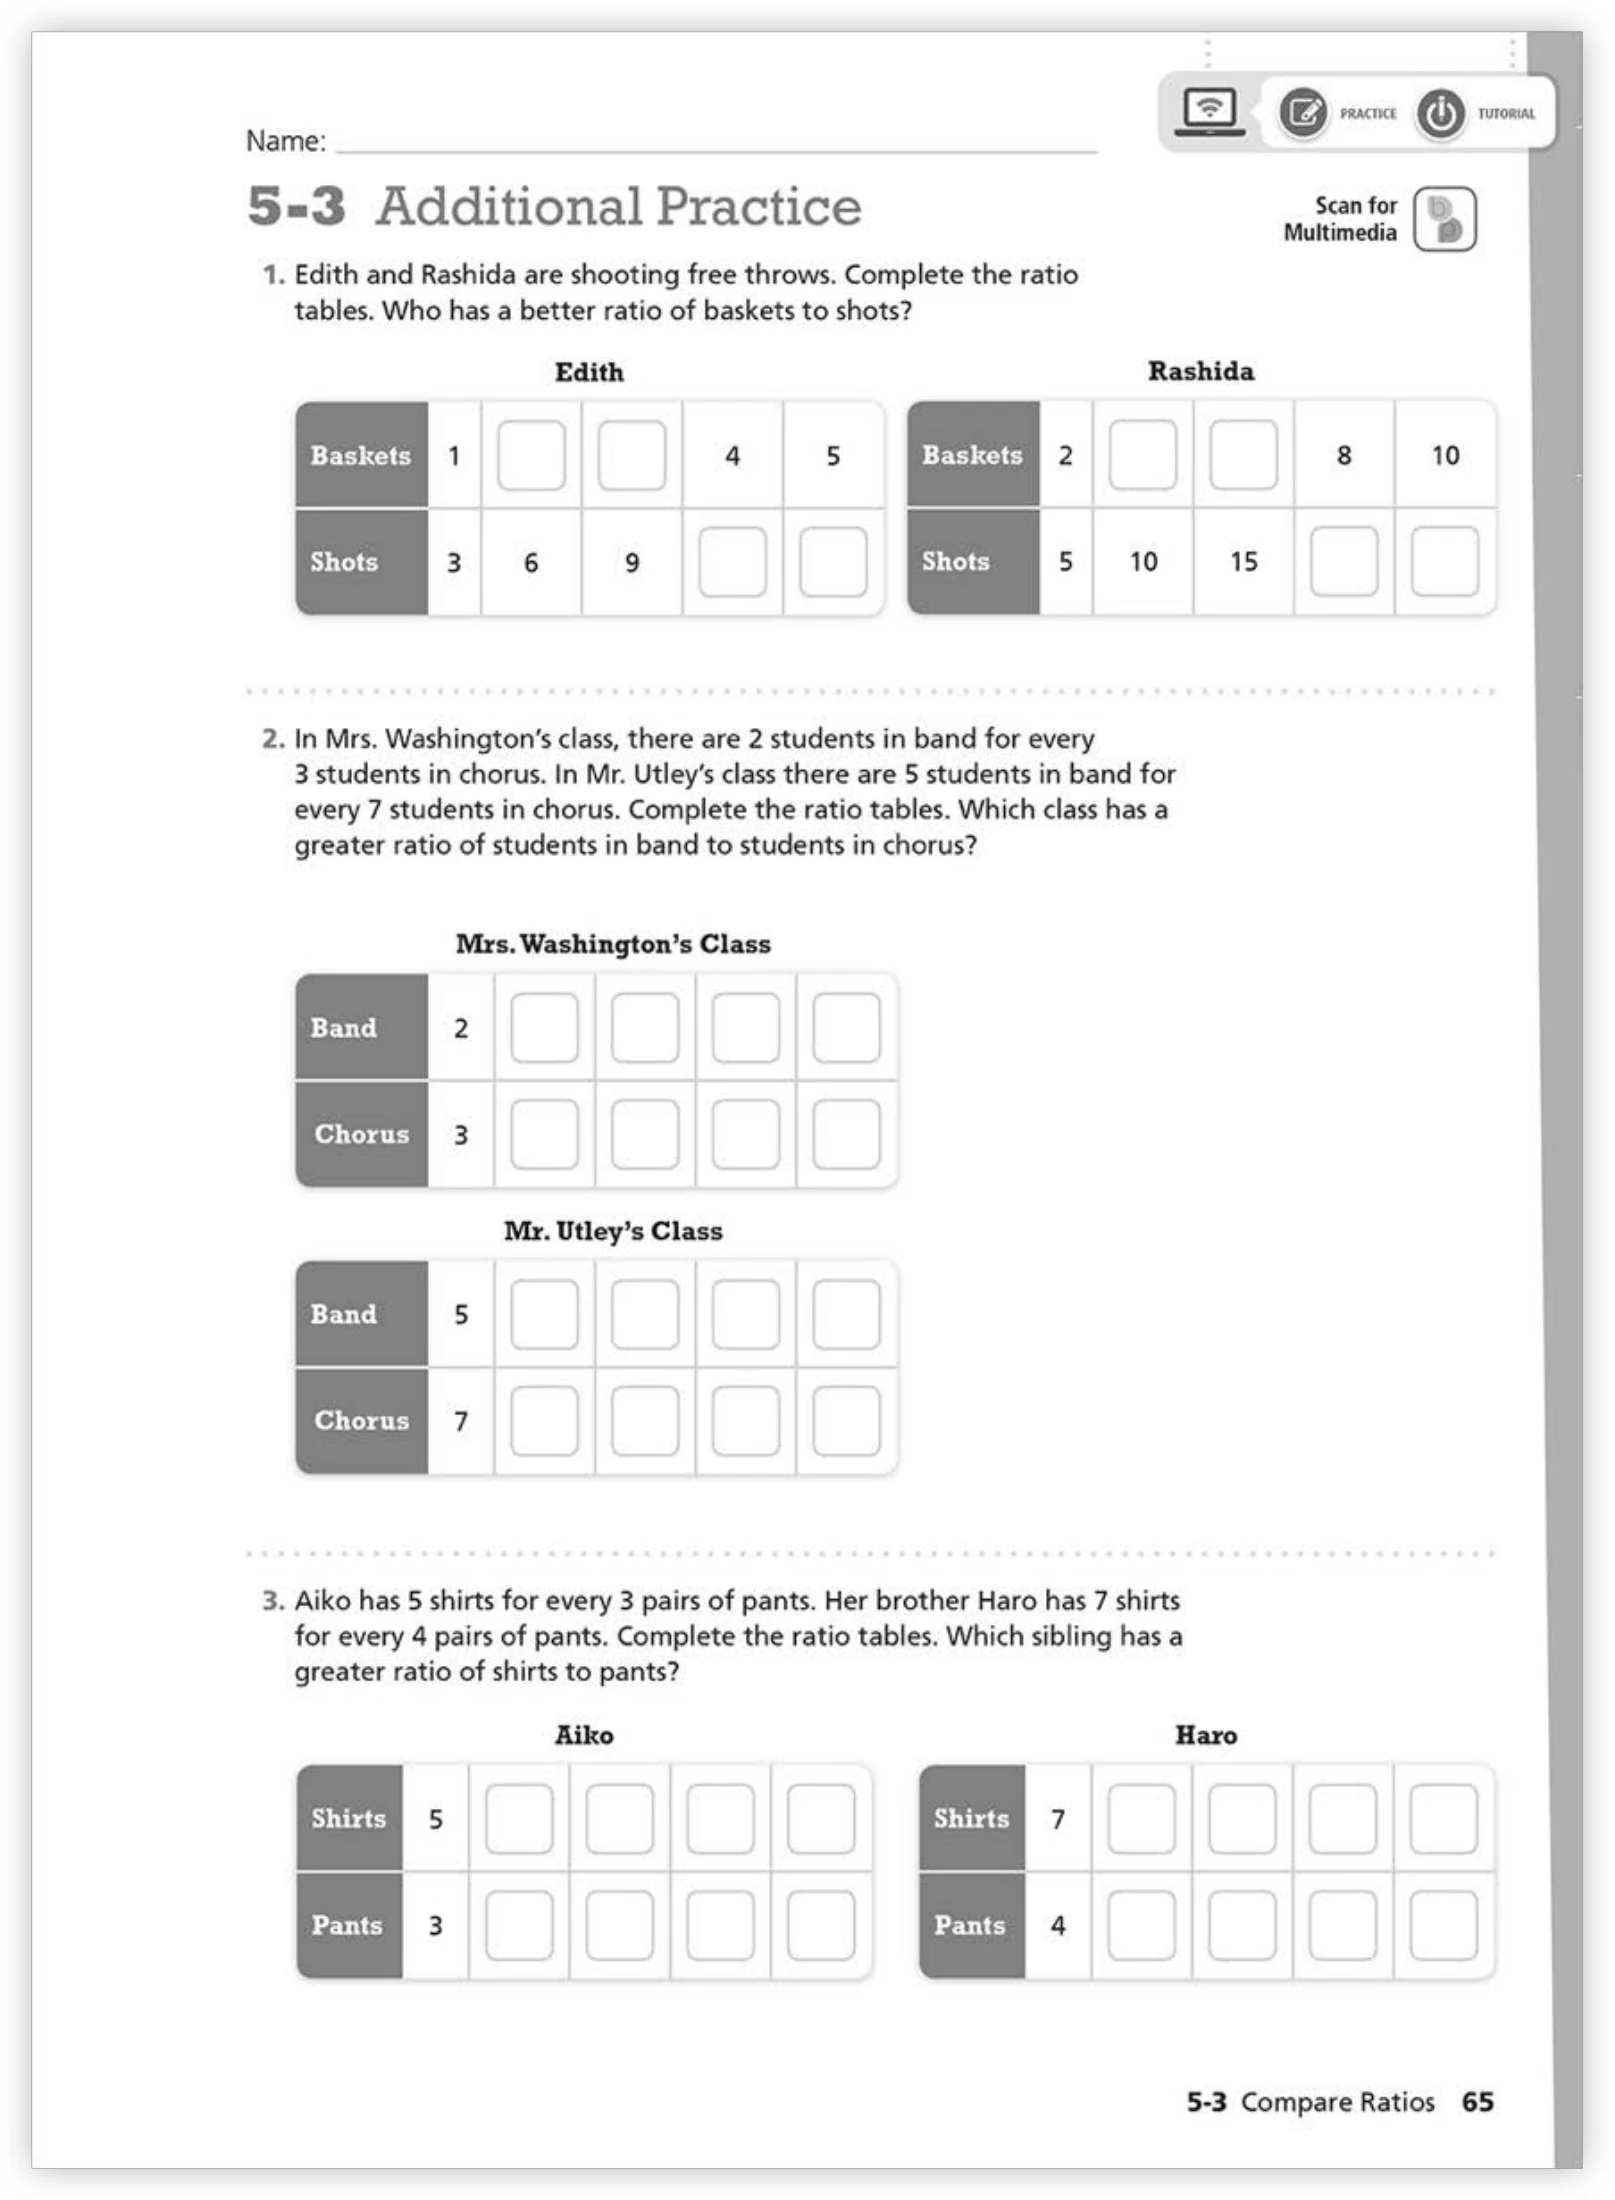 PRACTICE TUTORIAL
Name:
5-3 Additional Practice
Scan for
Multimedia
1. Edith and Rashida are shooting free throws. Complete the ratio
tables. Who has a better ratio of baskets to shots?
Edith
Baskets 1 4 5
Shots 3 6 9
Rashida
Baskets 2 8 10
Shots 5 10 15
2. In Mrs. Washington’s class, there are 2 students in band for every
3 students in chorus. In Mr. Utley’s class there are 5 students in band for
every 7 students in chorus. Complete the ratio tables. Which class has a
greater ratio of students in band to students in chorus?
Mrs. Washington’s Class
Band 2
Chorus 3
Mr. Utley’s Class
Band 5
Chorus 7
3. Aiko has 5 shirts for every 3 pairs of pants. Her brother Haro has 7 shirts
for every 4 pairs of pants. Complete the ratio tables. Which sibling has a
greater ratio of shirts to pants?
Aiko
Shirts 5
Pants 3
Haro
Shirts 7
Pants 4
5-3 Compare Ratios 65